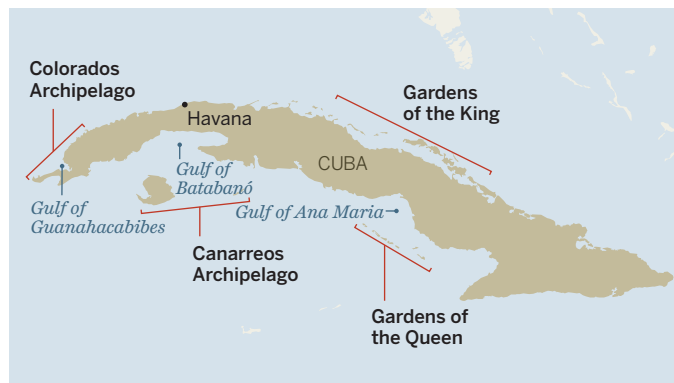 Colorados
Archipelago
Gardens
of the King
Havana
CUBA
Gulf of
Batabanó
Gulf of
Guanahacabibes
Gulf of Ana Maria
Canarreos
Archipelago
Gardens of
the Queen